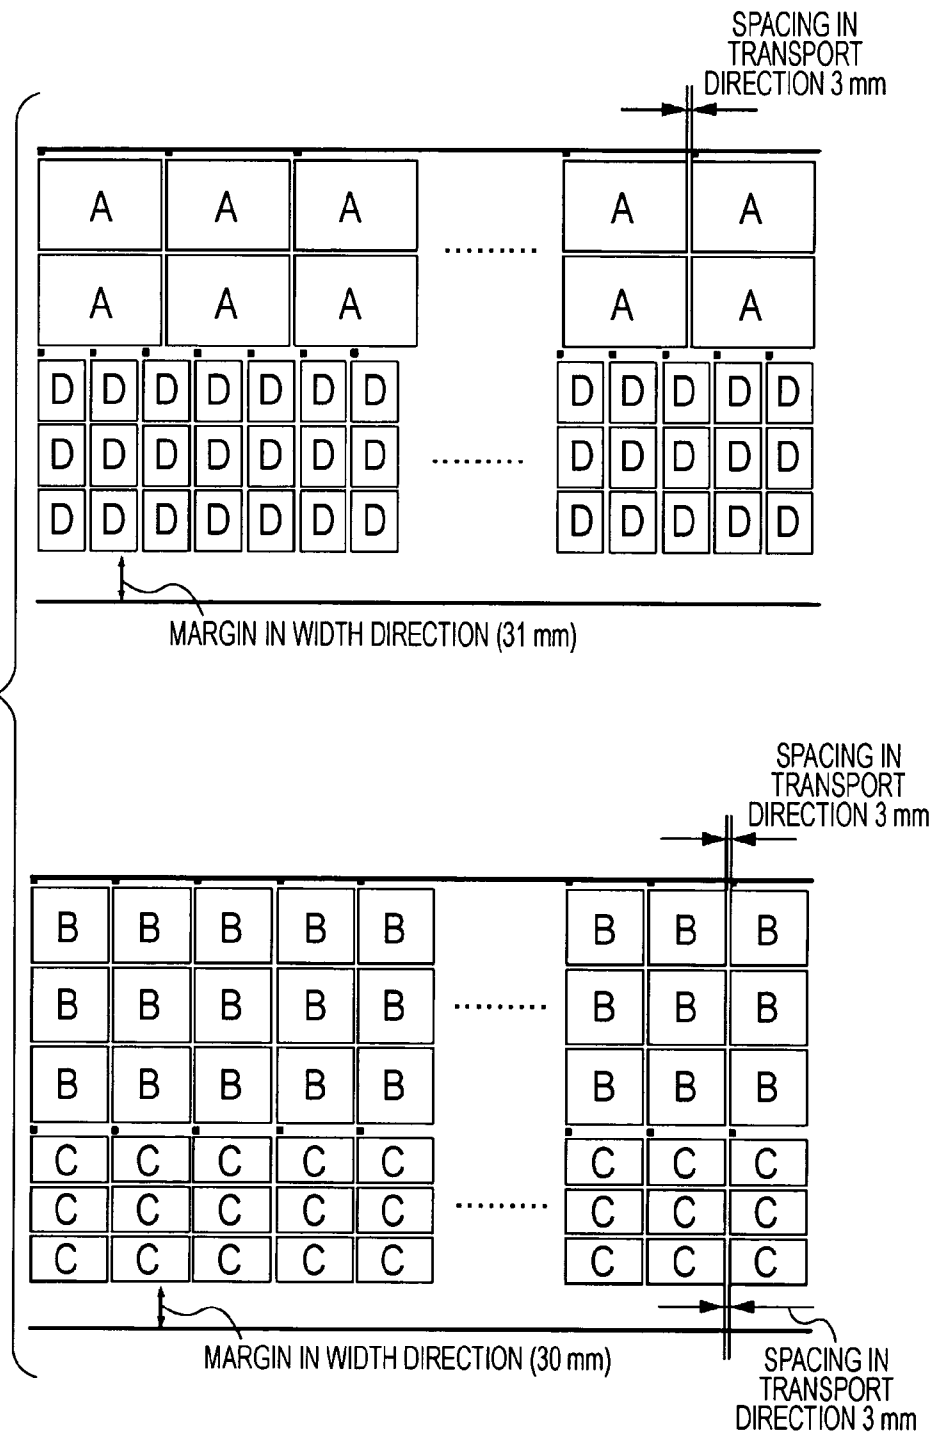 SPACING IN
TRANSPORT
DIRECTION 3 mm
A A A A A
A A A A A
D D D D D D D D D D D D
D D D D D D D D D D D D
D D D D D D D D D D D D
MARGIN IN WIDTH DIRECTION (31 mm)
SPACING IN
TRANSPORT
DIRECTION 3 mm
B B B B B B B B
B B B B B B B B
B B B B B B B B
C C C C C C C C
C C C C C C C C
C C C C C C C C
MARGIN IN WIDTH DIRECTION (30 mm)
SPACING IN
TRANSPORT
DIRECTION 3 mm